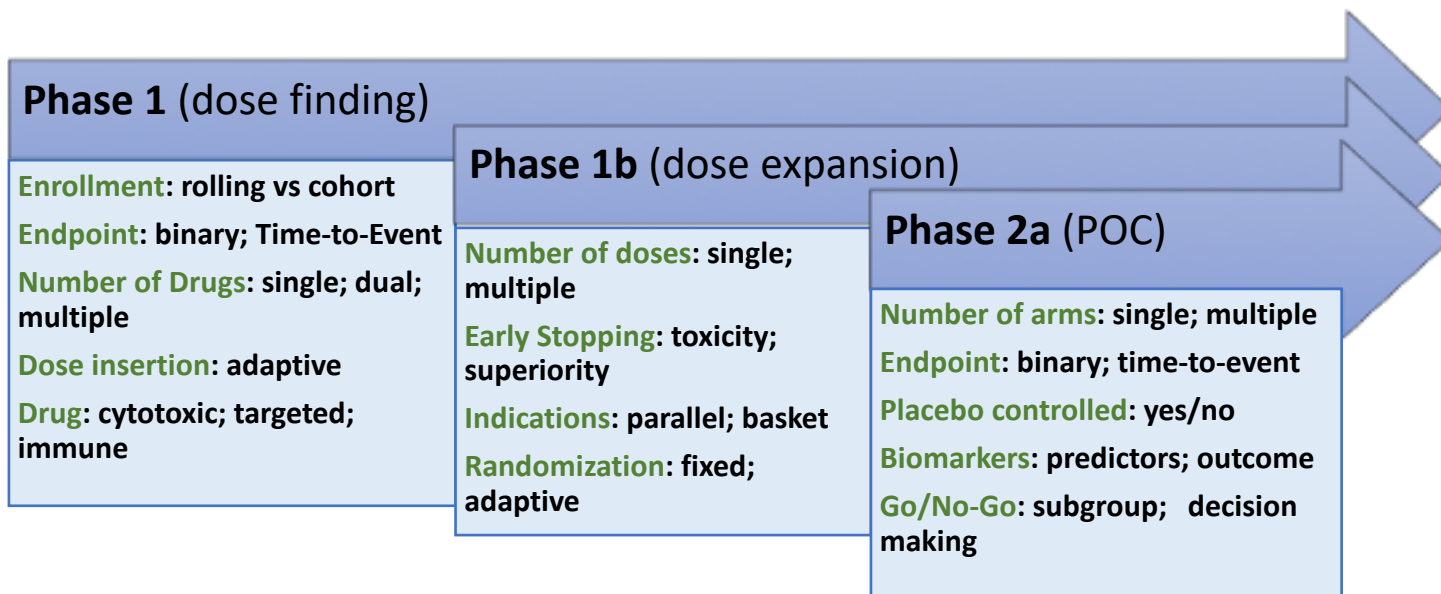 Phase 1 (dose finding)
Enrollment: rolling vs cohort
Endpoint: binary; Time-to-Event
Number of Drugs: single; dual;
multiple
Dose insertion: adaptive
Drug: cytotoxic; targeted;
immune
Phase 1b (dose expansion)
Number of doses: single;
multiple
Early Stopping: toxicity;
superiority
Indications: parallel; basket
Randomization: fixed;
adaptive
Phase 2a (POC)
Number of arms: single; multiple
Endpoint: binary; time-to-event
Placebo controlled: yes/no
Biomarkers: predictors; outcome
Go/No-Go: subgroup; decision
making